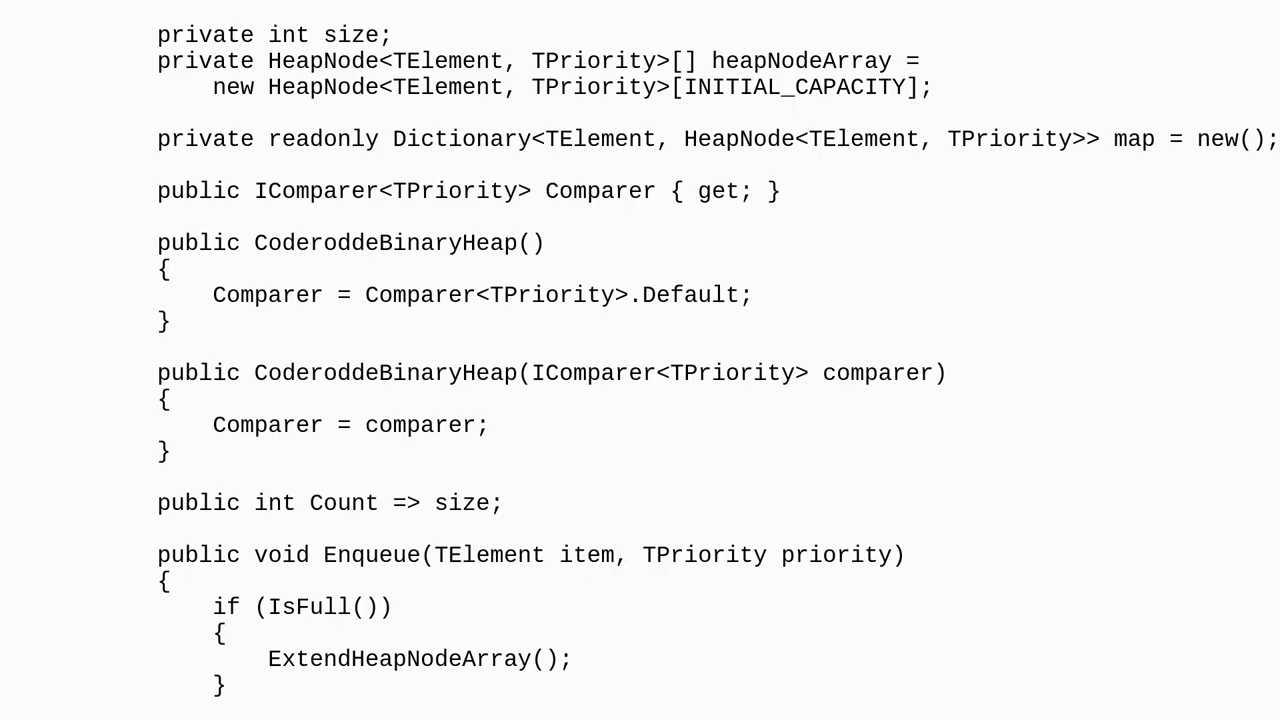 private int size;
private HeapNode<TElement, TPriority>[] heapNodeArray =
    new HeapNode<TElement, TPriority>[INITIAL_CAPACITY];

private readonly Dictionary<TElement, HeapNode<TElement, TPriority>> map = new();

public IComparer<TPriority> Comparer { get; }

public CoderoddeBinaryHeap()
{
    Comparer = Comparer<TPriority>.Default;
}

public CoderoddeBinaryHeap(IComparer<TPriority> comparer)
{
    Comparer = comparer;
}

public int Count => size;

public void Enqueue(TElement item, TPriority priority)
{
    if (IsFull())
    {
        ExtendHeapNodeArray();
    }